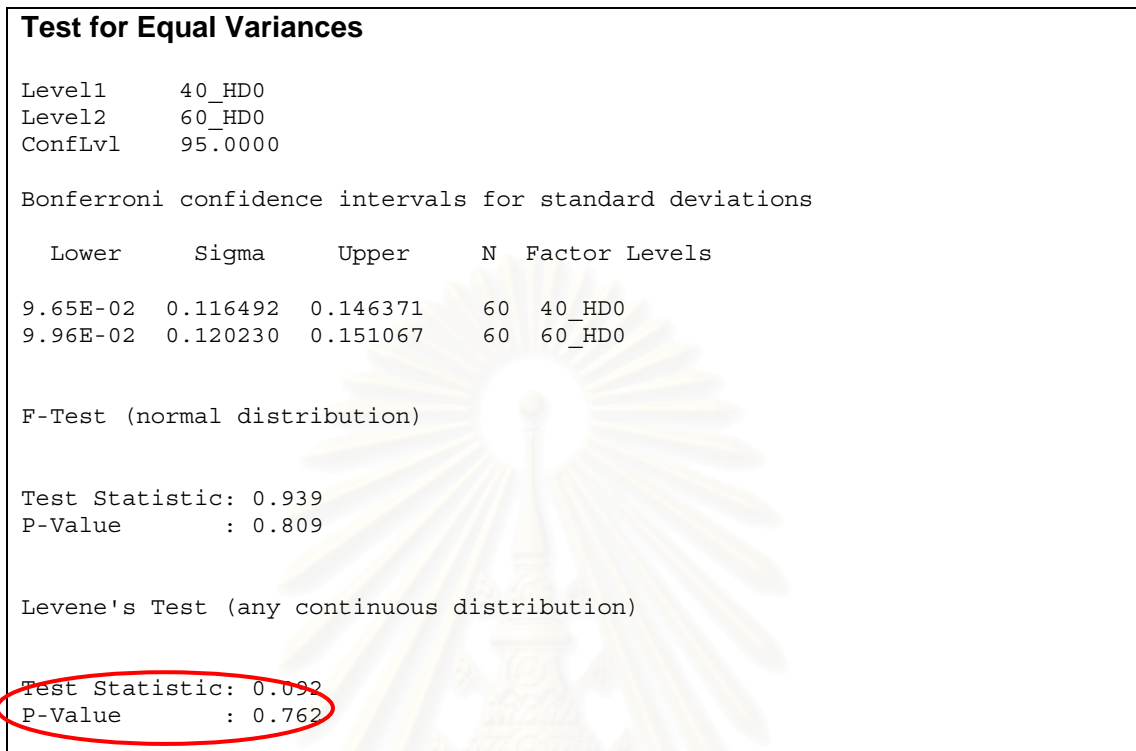 Test for Equal Variances
Level1 40_HD0
Level2 60_HD0
ConfLvl 95.0000
Bonferroni confidence intervals for standard deviations
Lower Sigma Upper N Factor Levels
9.65E-02 0.116492 0.146371 60 40_HD0
9.96E-02 0.120230 0.151067 60 60_HD0
F-Test (normal distribution)
Test Statistic: 0.939
P-Value : 0.809
Levene's Test (any continuous distribution)
Test Statistic: 0.092
P-Value : 0.762